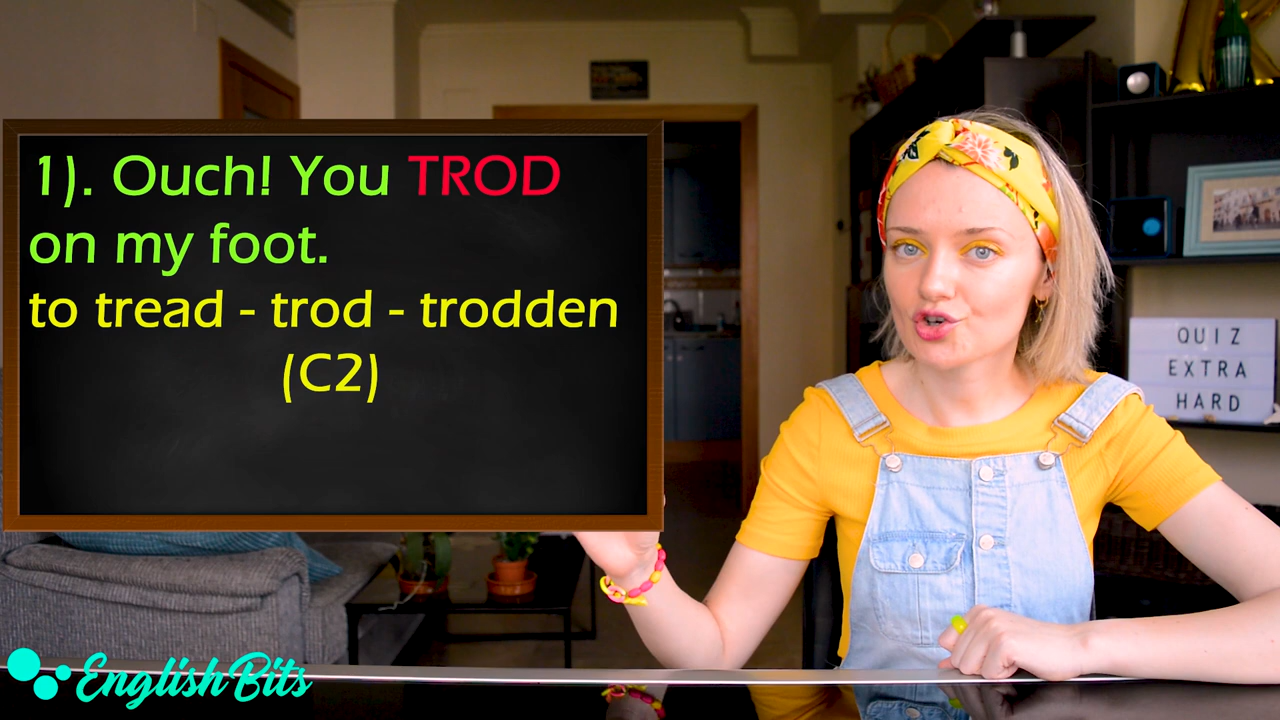 1). Ouch! You TROD
on my foot.
to tread - trod - trodden
(C2)
QUIZ
EXTRA
HARD
EnglishBits